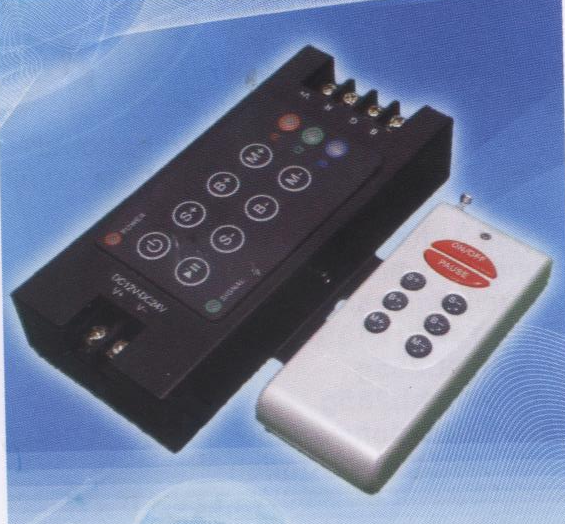 V+ R G B
M+ M-
B+ B-
S+ S-
POWER
SIGNAL
DC12V-DC24V
V+ V-
ON/OFF
PAUSE
S+
B+ B-
M+ M-